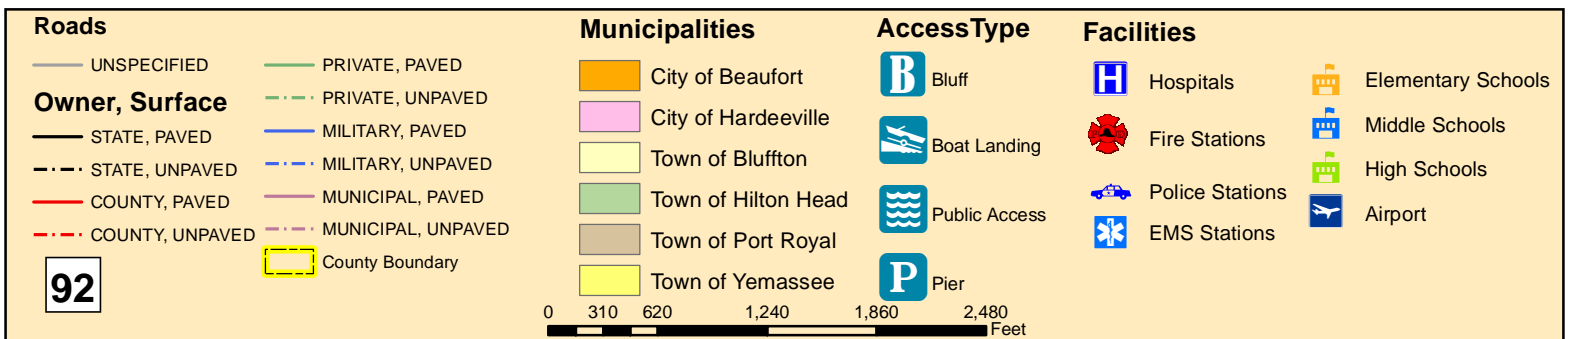 Roads
UNSPECIFIED
Owner, Surface
STATE, PAVED
STATE, UNPAVED
COUNTY, PAVED
COUNTY, UNPAVED
92
PRIVATE, PAVED
PRIVATE, UNPAVED
MILITARY, PAVED
MILITARY, UNPAVED
MUNICIPAL, PAVED
MUNICIPAL, UNPAVED
County Boundary
Municipalities
City of Beaufort
City of Hardeeville
Town of Bluffton
Town of Hilton Head
Town of Port Royal
Town of Yemassee
AccessType
B Bluff
Boat Landing
Public Access
P Pier
Facilities
H Hospitals
Fire Stations
Police Stations
EMS Stations
Elementary Schools
Middle Schools
High Schools
Airport
0 310 620 1,240 1,860 2,480
Feet